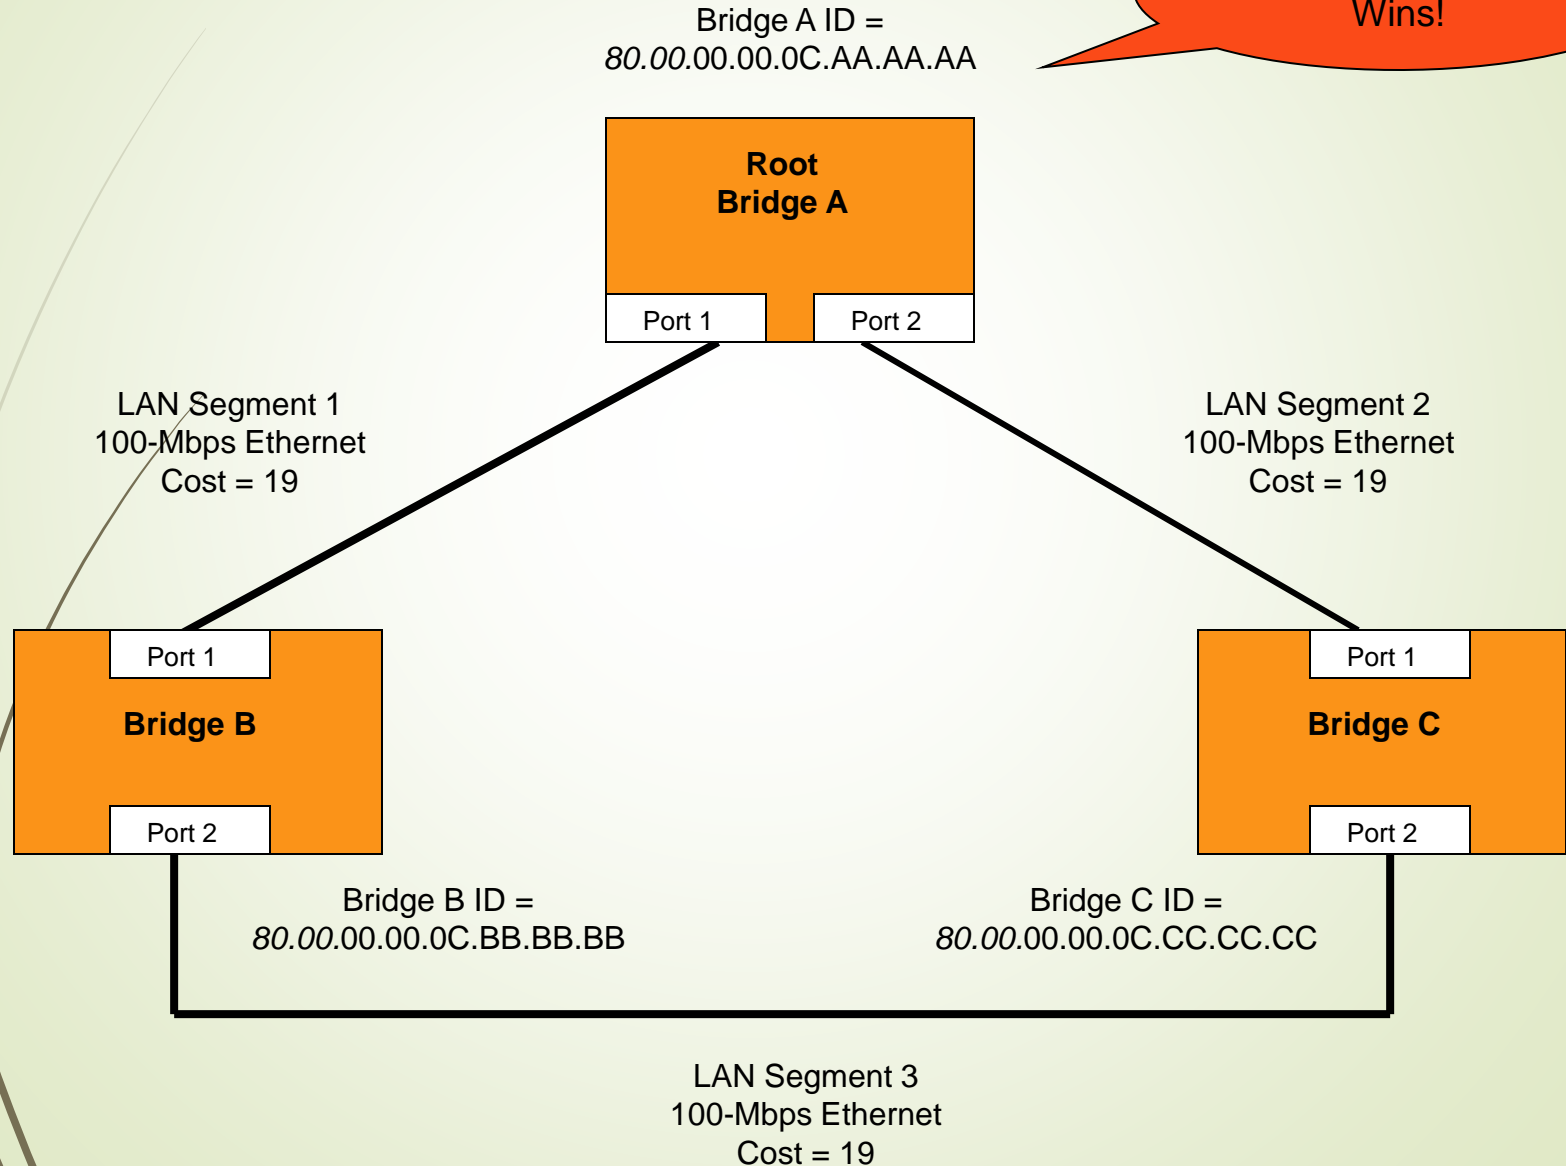 Wins!
Bridge A ID =
80.00.00.00.0C.AA.AA.AA
Root
Bridge A
Port 1
Port 2
LAN Segment 1
100-Mbps Ethernet
Cost = 19
LAN Segment 2
100-Mbps Ethernet
Cost = 19
Port 1
Bridge B
Port 2
Port 1
Bridge C
Port 2
Bridge B ID =
80.00.00.00.0C.BB.BB.BB
Bridge C ID =
80.00.00.00.0C.CC.CC.CC
LAN Segment 3
100-Mbps Ethernet
Cost = 19